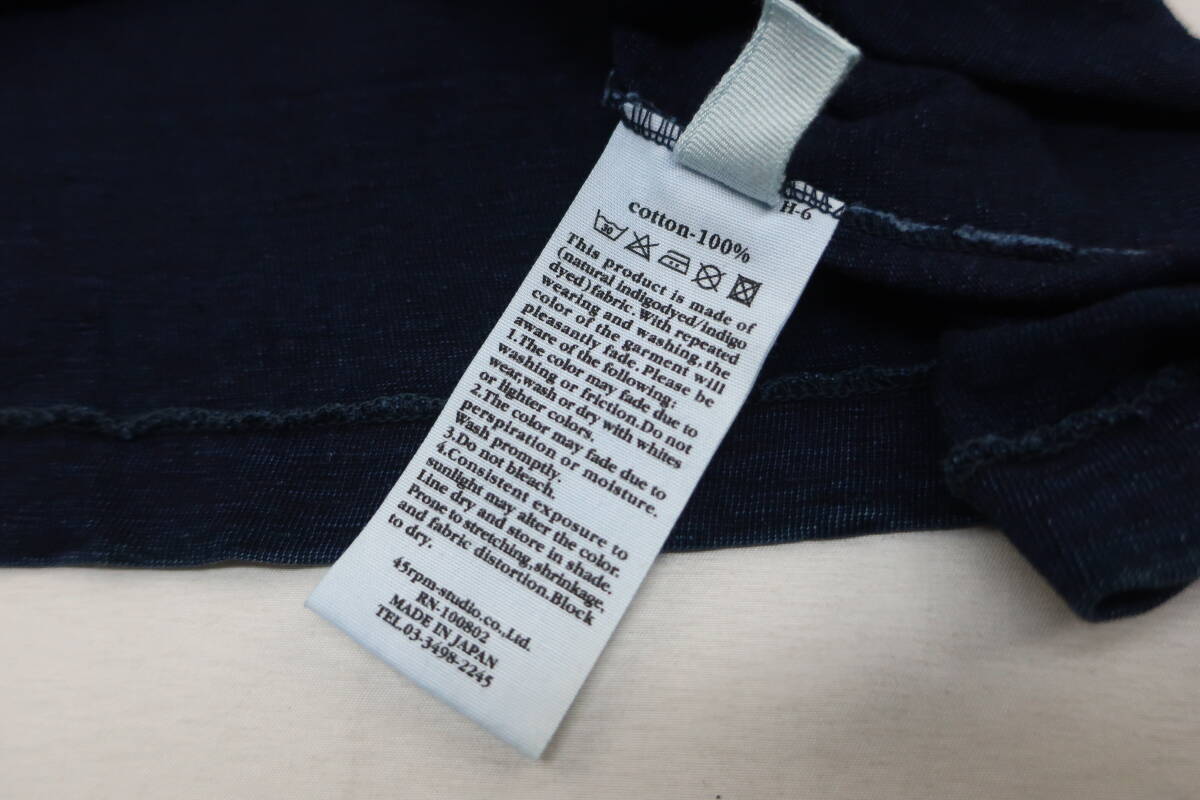 H-6
cotton-100%
30
This product is made of
(natural indigodyed/indigo
dyed)fabric. With repeated
wearing and washing,the
color of the garment will
pleasantly fade. Please be
aware of the following;
1.The color may fade due to
washing or friction.Do not
wear,wash or dry with whites
or lighter colors.
2.The color may fade due to
perspiration or moisture.
Wash promptly.
3.Do not bleach.
4.Consistent exposure to
sunlight may alter the color.
Line dry and store in shade.
Prone to stretching,shrinkage,
and fabric distortion.Block
to dry.
45rpm-studio.co.,Ltd.
RN-100802
MADE IN JAPAN
TEL.03-3498-2245